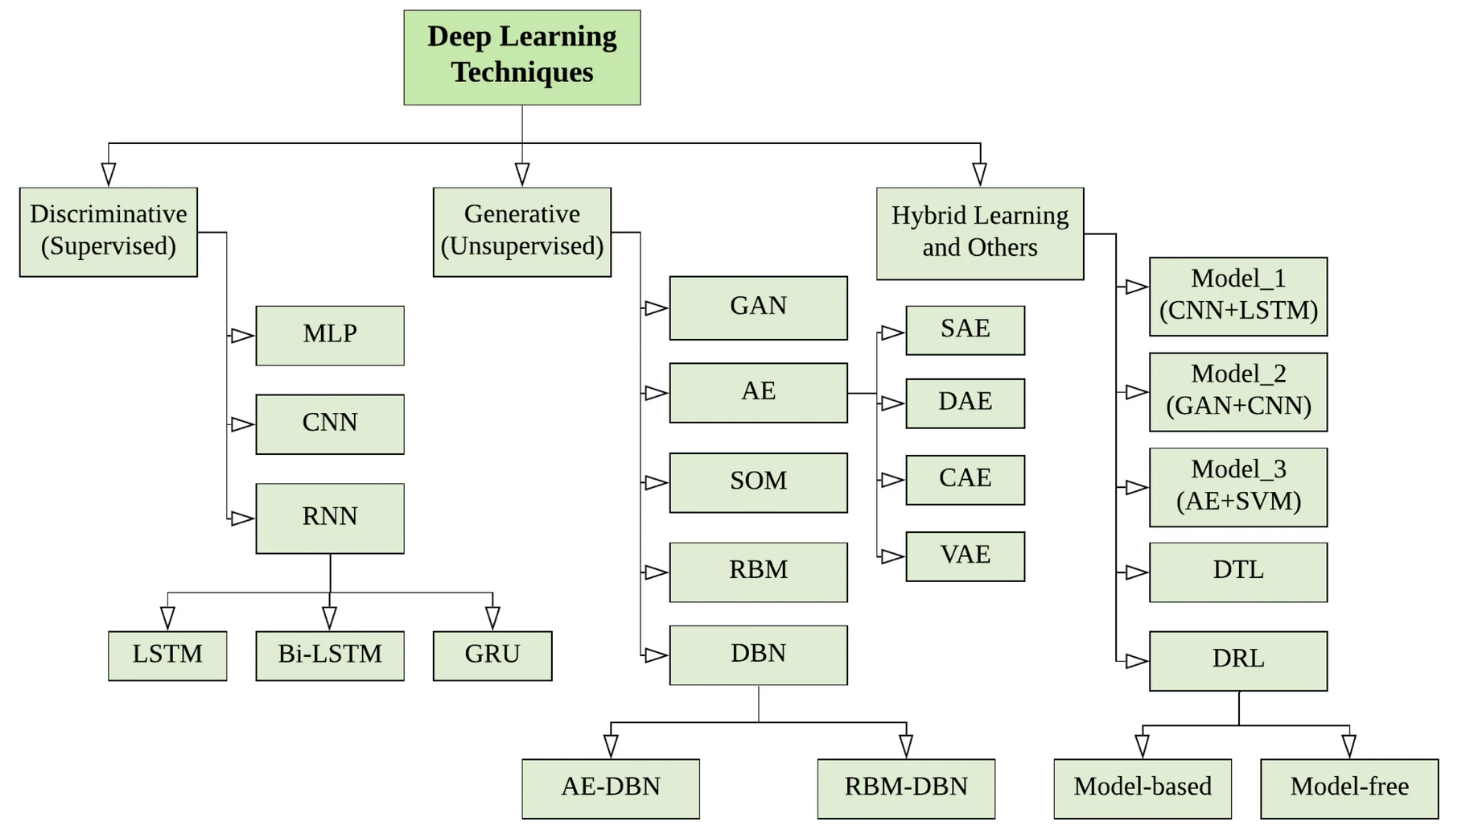 Deep Learning
Techniques
Discriminative
(Supervised)
MLP
CNN
RNN
LSTM
Bi-LSTM
GRU
Generative
(Unsupervised)
GAN
AE
SOM
RBM
DBN
SAE
DAE
CAE
VAE
AE-DBN
RBM-DBN
Hybrid Learning
and Others
Model_1
(CNN+LSTM)
Model_2
(GAN+CNN)
Model_3
(AE+SVM)
DTL
DRL
Model-based
Model-free